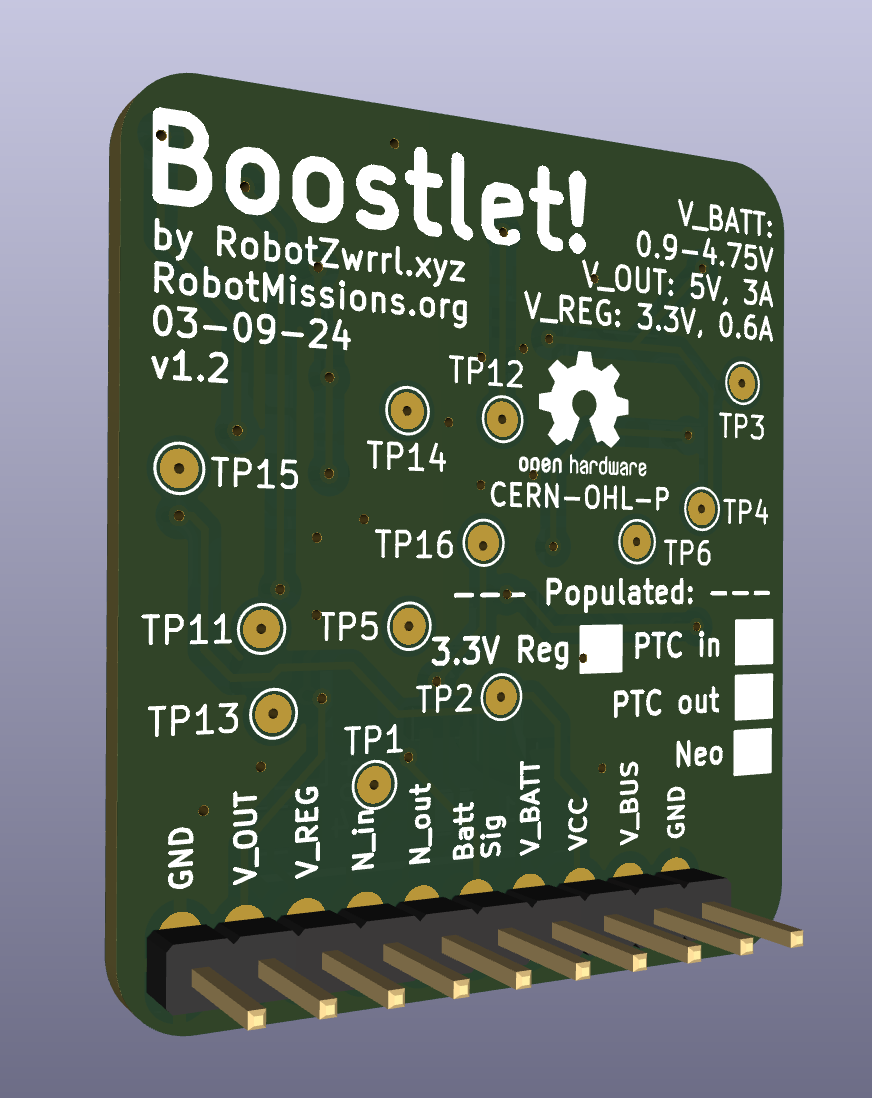 Boostlet!
by RobotZwrrl.xyz
RobotMissions.org
03-09-24
v1.2
V_BATT:
0.9-4.75V
V_OUT: 5V, 3A
V_REG: 3.3V, 0.6A
TP12
TP3
TP14
TP15
open hardware
CERN-OHL-P
TP4
TP16
TP6
--- Populated: ---
TP11
TP5
3.3V Reg
PTC in
TP2
PTC out
TP13
TP1
Neo
GND
V_OUT
V_REG
N_in
N_out
Batt
Sig
V_BATT
VCC
V_BUS
GND